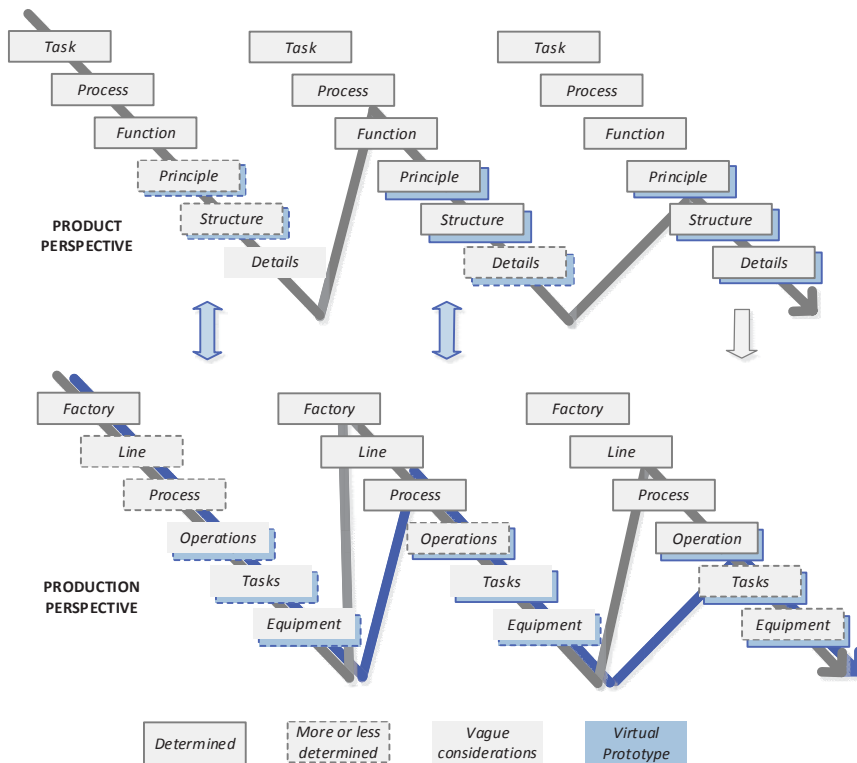 Task
Process
Function
Principle
Structure
Details
Task
Process
Function
Principle
Structure
Details
Task
Process
Function
Principle
Structure
Details
PRODUCT
PERSPECTIVE
Factory
Line
Process
Operations
Tasks
Equipment
Factory
Line
Process
Operations
Tasks
Equipment
Factory
Line
Process
Operation
Tasks
Equipment
PRODUCTION
PERSPECTIVE
Determined
More or less
determined
Vague
considerations
Virtual
Prototype